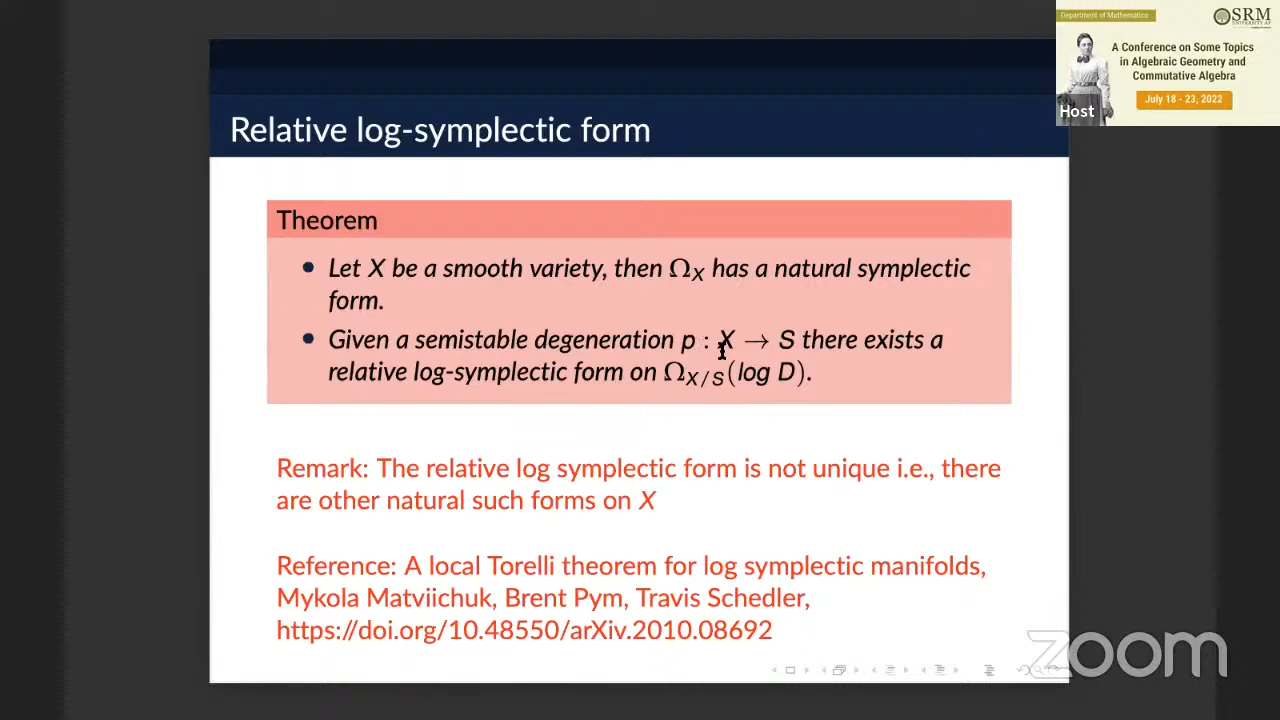 Department of Mathematics
SRM
UNIVERSITY AP
A Conference on Some Topics
in Algebraic Geometry and
Commutative Algebra
July 18 - 23, 2022
Host
Relative log-symplectic form
Theorem
• Let X be a smooth variety, then Ω_X has a natural symplectic
form.
• Given a semistable degeneration p : X → S there exists a
relative log-symplectic form on Ω_{X/S}(log D).
Remark: The relative log symplectic form is not unique i.e., there
are other natural such forms on X
Reference: A local Torelli theorem for log symplectic manifolds,
Mykola Matviichuk, Brent Pym, Travis Schedler,
https://doi.org/10.48550/arXiv.2010.08692
zoom